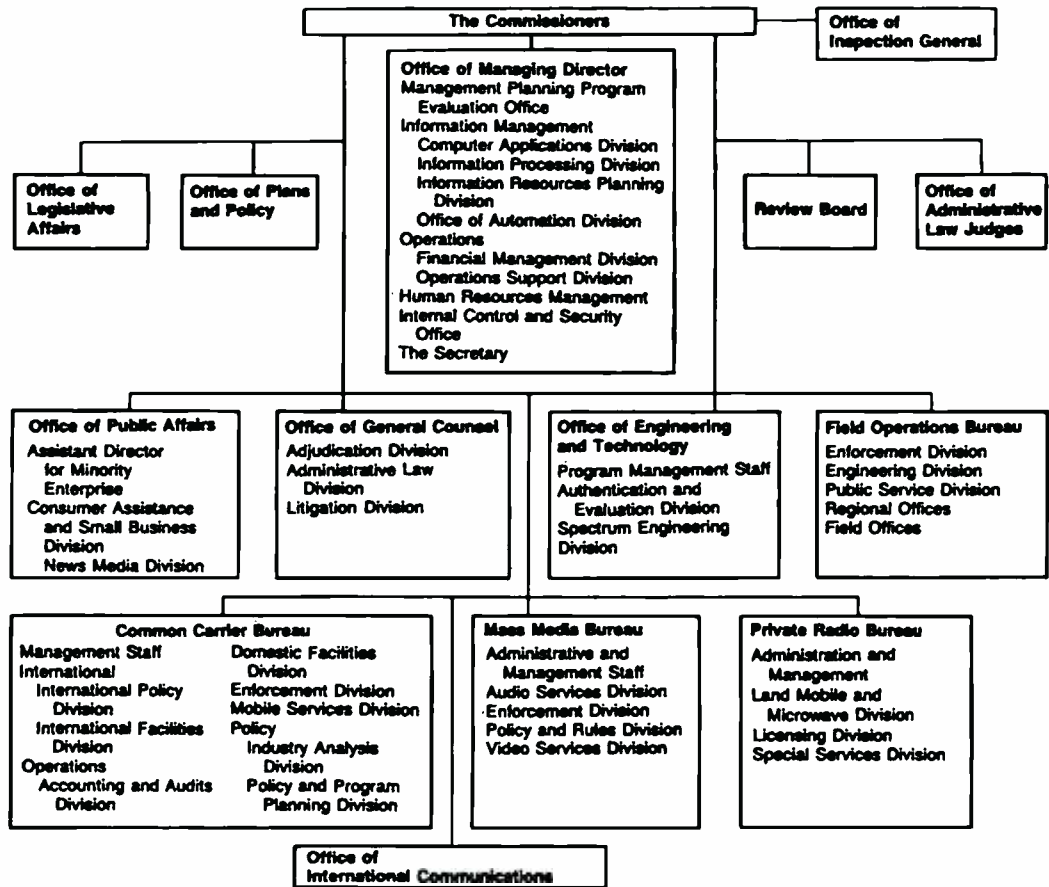 The Commissioners
Office of
Inspection General
Office of Managing Director
Management Planning Program
Evaluation Office
Information Management
Computer Applications Division
Information Processing Division
Information Resources Planning
Division
Office of Automation Division
Operations
Financial Management Division
Operations Support Division
Human Resources Management
Internal Control and Security
Office
The Secretary
Office of
Legislative
Affairs
Office of Plans
and Policy
Review Board
Office of
Administrative
Law Judges
Office of Public Affairs
Assistant Director
for Minority
Enterprise
Consumer Assistance
and Small Business
Division
News Media Division
Office of General Counsel
Adjudication Division
Administrative Law
Division
Litigation Division
Office of Engineering
and Technology
Program Management Staff
Authentication and
Evaluation Division
Spectrum Engineering
Division
Field Operations Bureau
Enforcement Division
Engineering Division
Public Service Division
Regional Offices
Field Offices
Common Carrier Bureau
Management Staff
International
International Policy
Division
International Facilities
Division
Operations
Accounting and Audits
Division
Domestic Facilities
Division
Enforcement Division
Mobile Services Division
Policy
Industry Analysis
Division
Policy and Program
Planning Division
Mass Media Bureau
Administrative and
Management Staff
Audio Services Division
Enforcement Division
Policy and Rules Division
Video Services Division
Private Radio Bureau
Administration and
Management
Land Mobile and
Microwave Division
Licensing Division
Special Services Division
Office of
International Communications